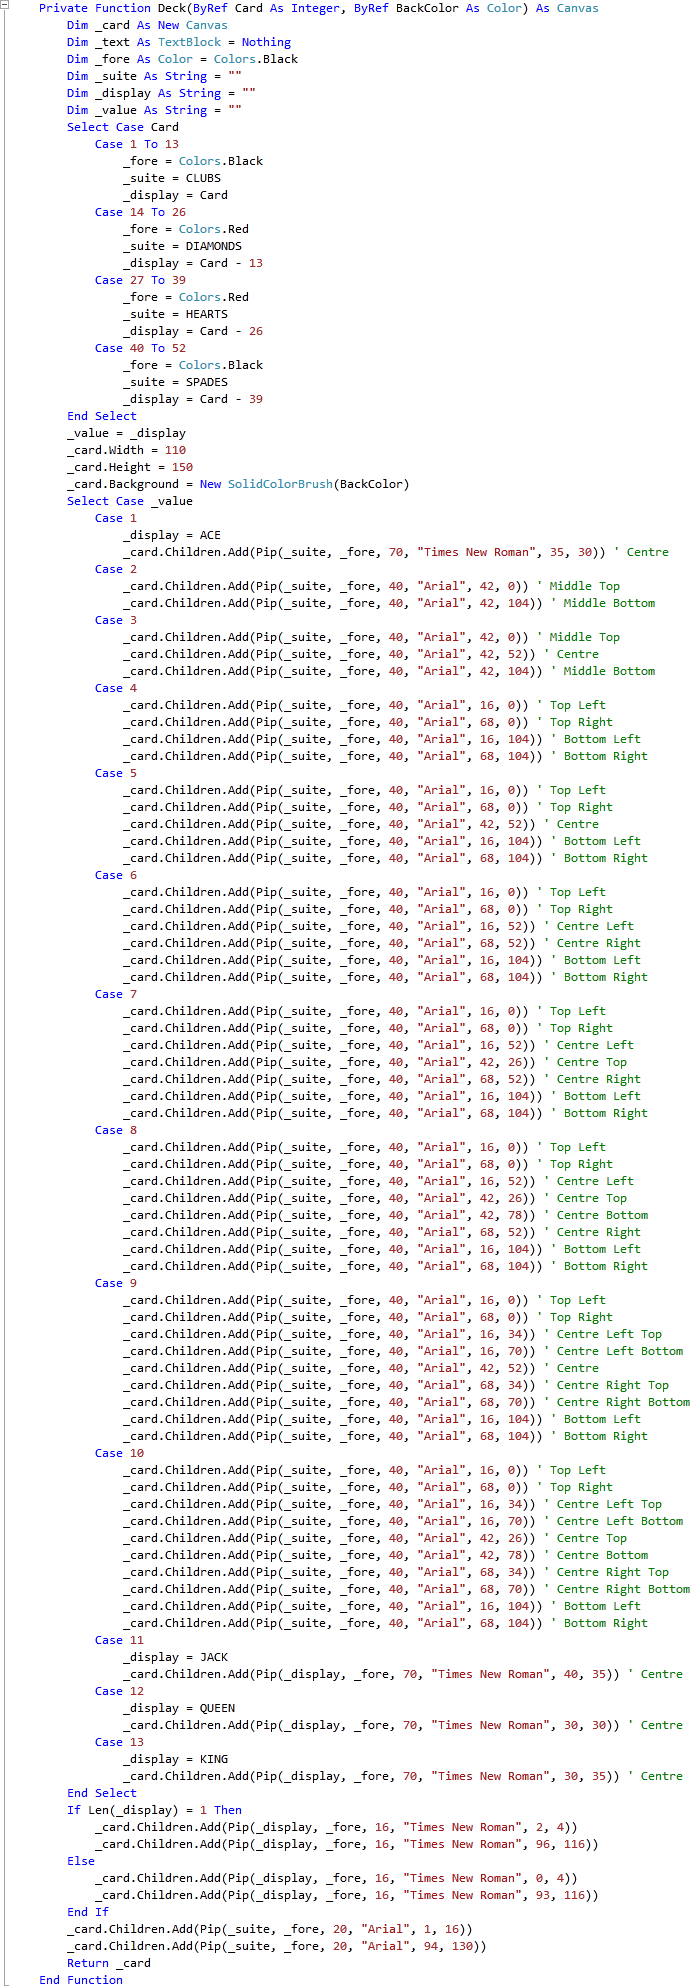 Private Function Deck(ByRef Card As Integer, ByRef BackColor As Color) As Canvas
Dim _card As New Canvas
Dim _text As TextBlock = Nothing
Dim _fore As Color = Colors.Black
Dim _suite As String = ""
Dim _display As String = ""
Dim _value As String = ""
Select Case Card
Case 1 To 13
_fore = Colors.Black
_suite = CLUBS
_display = Card
Case 14 To 26
_fore = Colors.Red
_suite = DIAMONDS
_display = Card - 13
Case 27 To 39
_fore = Colors.Red
_suite = HEARTS
_display = Card - 26
Case 40 To 52
_fore = Colors.Black
_suite = SPADES
_display = Card - 39
End Select
_value = _display
_card.Width = 110
_card.Height = 150
_card.Background = New SolidColorBrush(BackColor)
Select Case _value
Case 1
_display = ACE
_card.Children.Add(Pip(_suite, _fore, 70, "Times New Roman", 35, 30)) ' Centre
Case 2
_card.Children.Add(Pip(_suite, _fore, 40, "Arial", 42, 0)) ' Middle Top
_card.Children.Add(Pip(_suite, _fore, 40, "Arial", 42, 104)) ' Middle Bottom
Case 3
_card.Children.Add(Pip(_suite, _fore, 40, "Arial", 42, 0)) ' Middle Top
_card.Children.Add(Pip(_suite, _fore, 40, "Arial", 42, 52)) ' Centre
_card.Children.Add(Pip(_suite, _fore, 40, "Arial", 42, 104)) ' Middle Bottom
Case 4
_card.Children.Add(Pip(_suite, _fore, 40, "Arial", 16, 0)) ' Top Left
_card.Children.Add(Pip(_suite, _fore, 40, "Arial", 68, 0)) ' Top Right
_card.Children.Add(Pip(_suite, _fore, 40, "Arial", 16, 104)) ' Bottom Left
_card.Children.Add(Pip(_suite, _fore, 40, "Arial", 68, 104)) ' Bottom Right
Case 5
_card.Children.Add(Pip(_suite, _fore, 40, "Arial", 16, 0)) ' Top Left
_card.Children.Add(Pip(_suite, _fore, 40, "Arial", 68, 0)) ' Top Right
_card.Children.Add(Pip(_suite, _fore, 40, "Arial", 42, 52)) ' Centre
_card.Children.Add(Pip(_suite, _fore, 40, "Arial", 16, 104)) ' Bottom Left
_card.Children.Add(Pip(_suite, _fore, 40, "Arial", 68, 104)) ' Bottom Right
Case 6
_card.Children.Add(Pip(_suite, _fore, 40, "Arial", 16, 0)) ' Top Left
_card.Children.Add(Pip(_suite, _fore, 40, "Arial", 68, 0)) ' Top Right
_card.Children.Add(Pip(_suite, _fore, 40, "Arial", 16, 52)) ' Centre Left
_card.Children.Add(Pip(_suite, _fore, 40, "Arial", 68, 52)) ' Centre Right
_card.Children.Add(Pip(_suite, _fore, 40, "Arial", 16, 104)) ' Bottom Left
_card.Children.Add(Pip(_suite, _fore, 40, "Arial", 68, 104)) ' Bottom Right
Case 7
_card.Children.Add(Pip(_suite, _fore, 40, "Arial", 16, 0)) ' Top Left
_card.Children.Add(Pip(_suite, _fore, 40, "Arial", 68, 0)) ' Top Right
_card.Children.Add(Pip(_suite, _fore, 40, "Arial", 16, 52)) ' Centre Left
_card.Children.Add(Pip(_suite, _fore, 40, "Arial", 42, 26)) ' Centre Top
_card.Children.Add(Pip(_suite, _fore, 40, "Arial", 68, 52)) ' Centre Right
_card.Children.Add(Pip(_suite, _fore, 40, "Arial", 16, 104)) ' Bottom Left
_card.Children.Add(Pip(_suite, _fore, 40, "Arial", 68, 104)) ' Bottom Right
Case 8
_card.Children.Add(Pip(_suite, _fore, 40, "Arial", 16, 0)) ' Top Left
_card.Children.Add(Pip(_suite, _fore, 40, "Arial", 68, 0)) ' Top Right
_card.Children.Add(Pip(_suite, _fore, 40, "Arial", 16, 52)) ' Centre Left
_card.Children.Add(Pip(_suite, _fore, 40, "Arial", 42, 26)) ' Centre Top
_card.Children.Add(Pip(_suite, _fore, 40, "Arial", 42, 78)) ' Centre Bottom
_card.Children.Add(Pip(_suite, _fore, 40, "Arial", 68, 52)) ' Centre Right
_card.Children.Add(Pip(_suite, _fore, 40, "Arial", 16, 104)) ' Bottom Left
_card.Children.Add(Pip(_suite, _fore, 40, "Arial", 68, 104)) ' Bottom Right
Case 9
_card.Children.Add(Pip(_suite, _fore, 40, "Arial", 16, 0)) ' Top Left
_card.Children.Add(Pip(_suite, _fore, 40, "Arial", 68, 0)) ' Top Right
_card.Children.Add(Pip(_suite, _fore, 40, "Arial", 16, 34)) ' Centre Left Top
_card.Children.Add(Pip(_suite, _fore, 40, "Arial", 16, 70)) ' Centre Left Bottom
_card.Children.Add(Pip(_suite, _fore, 40, "Arial", 42, 52)) ' Centre
_card.Children.Add(Pip(_suite, _fore, 40, "Arial", 68, 34)) ' Centre Right Top
_card.Children.Add(Pip(_suite, _fore, 40, "Arial", 68, 70)) ' Centre Right Bottom
_card.Children.Add(Pip(_suite, _fore, 40, "Arial", 16, 104)) ' Bottom Left
_card.Children.Add(Pip(_suite, _fore, 40, "Arial", 68, 104)) ' Bottom Right
Case 10
_card.Children.Add(Pip(_suite, _fore, 40, "Arial", 16, 0)) ' Top Left
_card.Children.Add(Pip(_suite, _fore, 40, "Arial", 68, 0)) ' Top Right
_card.Children.Add(Pip(_suite, _fore, 40, "Arial", 16, 34)) ' Centre Left Top
_card.Children.Add(Pip(_suite, _fore, 40, "Arial", 16, 70)) ' Centre Left Bottom
_card.Children.Add(Pip(_suite, _fore, 40, "Arial", 42, 26)) ' Centre Top
_card.Children.Add(Pip(_suite, _fore, 40, "Arial", 42, 78)) ' Centre Bottom
_card.Children.Add(Pip(_suite, _fore, 40, "Arial", 68, 34)) ' Centre Right Top
_card.Children.Add(Pip(_suite, _fore, 40, "Arial", 68, 70)) ' Centre Right Bottom
_card.Children.Add(Pip(_suite, _fore, 40, "Arial", 16, 104)) ' Bottom Left
_card.Children.Add(Pip(_suite, _fore, 40, "Arial", 68, 104)) ' Bottom Right
Case 11
_display = JACK
_card.Children.Add(Pip(_display, _fore, 70, "Times New Roman", 40, 35)) ' Centre
Case 12
_display = QUEEN
_card.Children.Add(Pip(_display, _fore, 70, "Times New Roman", 30, 30)) ' Centre
Case 13
_display = KING
_card.Children.Add(Pip(_display, _fore, 70, "Times New Roman", 30, 35)) ' Centre
End Select
If Len(_display) = 1 Then
_card.Children.Add(Pip(_display, _fore, 16, "Times New Roman", 2, 4))
_card.Children.Add(Pip(_display, _fore, 16, "Times New Roman", 96, 116))
Else
_card.Children.Add(Pip(_display, _fore, 16, "Times New Roman", 0, 4))
_card.Children.Add(Pip(_display, _fore, 16, "Times New Roman", 93, 116))
End If
_card.Children.Add(Pip(_suite, _fore, 20, "Arial", 1, 16))
_card.Children.Add(Pip(_suite, _fore, 20, "Arial", 94, 130))
Return _card
End Function